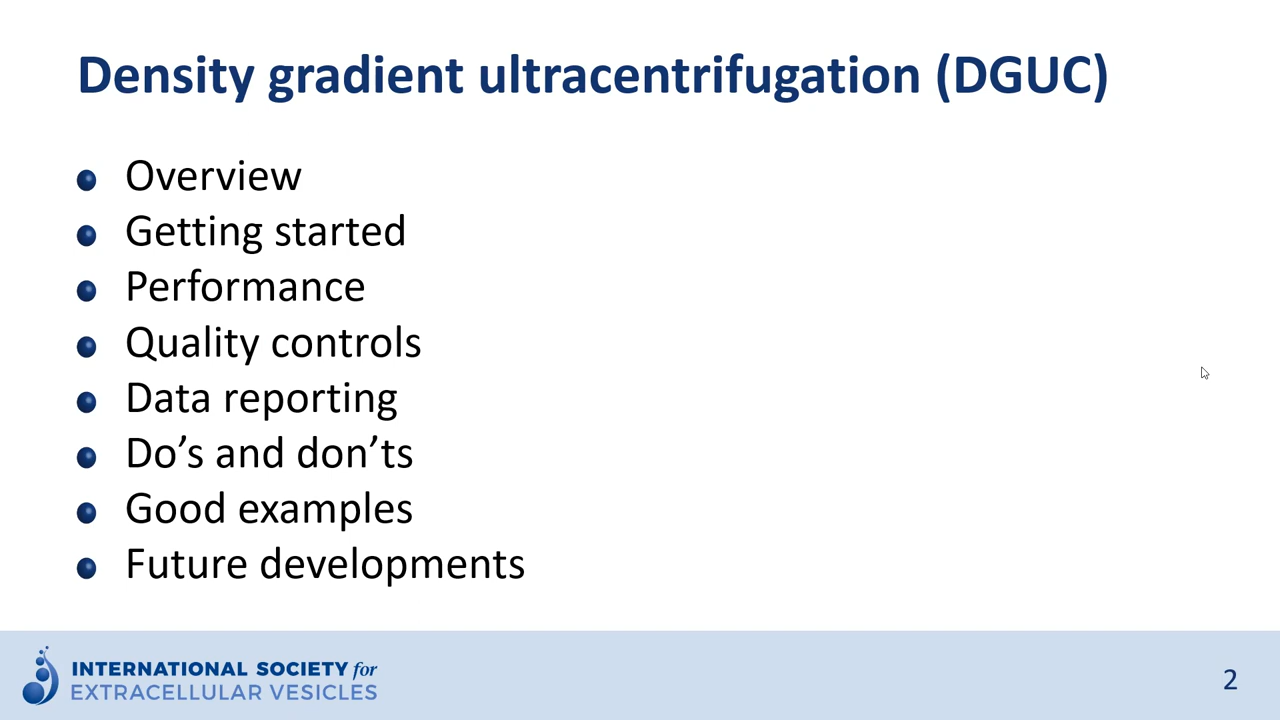 Density gradient ultracentrifugation (DGUC)
Overview
Getting started
Performance
Quality controls
Data reporting
Do’s and don’ts
Good examples
Future developments
INTERNATIONAL SOCIETY for
EXTRACELLULAR VESICLES
2